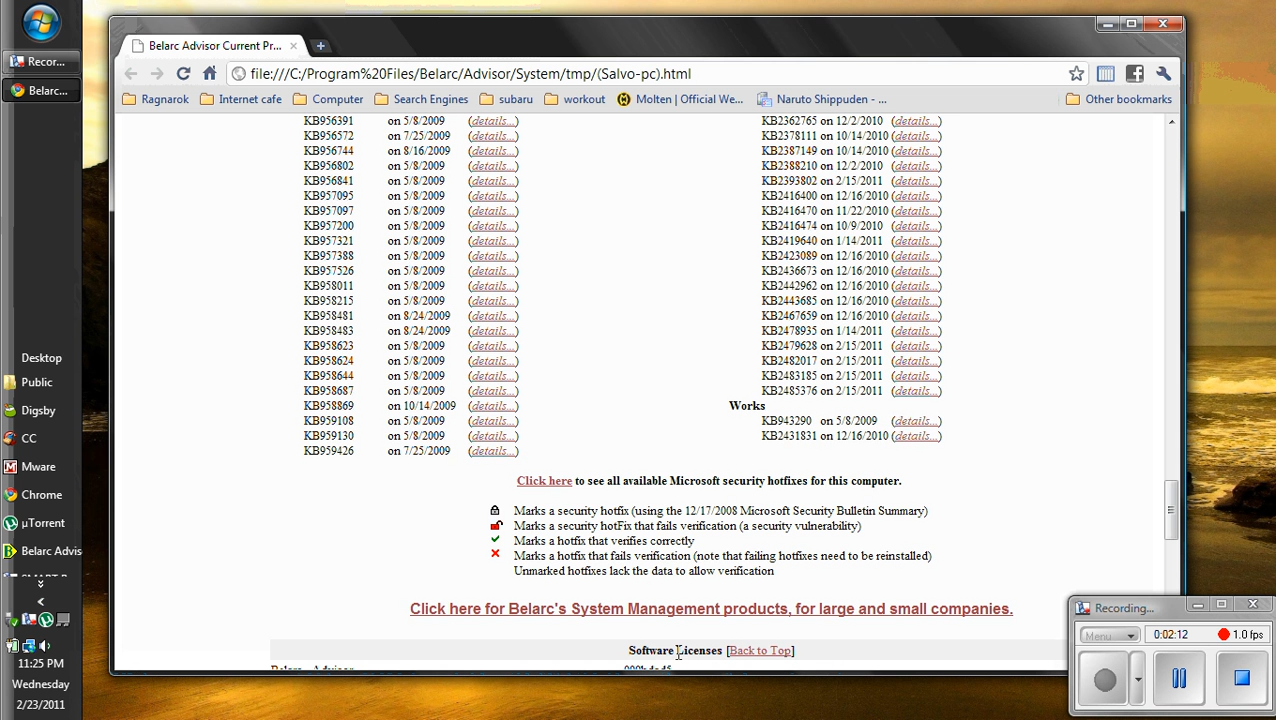 Recor...
Belarc...
Desktop
Public
Digsby
CC
Mware
Chrome
µTorrent
Belarc Advis
11:25 PM
Wednesday
2/23/2011
Belarc Advisor Current Pr...
file:///C:/Program%20Files/Belarc/Advisor/System/tmp/(Salvo-pc).html
Ragnarok Internet cafe Computer Search Engines subaru workout Molten | Official We... Naruto Shippuden - ... Other bookmarks
KB956391 on 5/8/2009 (details...)
KB956572 on 7/25/2009 (details...)
KB956744 on 8/16/2009 (details...)
KB956802 on 5/8/2009 (details...)
KB956841 on 5/8/2009 (details...)
KB957095 on 5/8/2009 (details...)
KB957097 on 5/8/2009 (details...)
KB957200 on 5/8/2009 (details...)
KB957321 on 5/8/2009 (details...)
KB957388 on 5/8/2009 (details...)
KB957526 on 5/8/2009 (details...)
KB958011 on 5/8/2009 (details...)
KB958215 on 5/8/2009 (details...)
KB958481 on 8/24/2009 (details...)
KB958483 on 8/24/2009 (details...)
KB958623 on 5/8/2009 (details...)
KB958624 on 5/8/2009 (details...)
KB958644 on 5/8/2009 (details...)
KB958687 on 5/8/2009 (details...)
KB958869 on 10/14/2009 (details...)
KB959108 on 5/8/2009 (details...)
KB959130 on 5/8/2009 (details...)
KB959426 on 7/25/2009 (details...)
KB2362765 on 12/2/2010 (details...)
KB2378111 on 10/14/2010 (details...)
KB2387149 on 10/14/2010 (details...)
KB2388210 on 12/2/2010 (details...)
KB2393802 on 2/15/2011 (details...)
KB2416400 on 12/16/2010 (details...)
KB2416470 on 11/22/2010 (details...)
KB2416474 on 10/9/2010 (details...)
KB2419640 on 1/14/2011 (details...)
KB2423089 on 12/16/2010 (details...)
KB2436673 on 12/16/2010 (details...)
KB2442962 on 12/16/2010 (details...)
KB2443685 on 12/16/2010 (details...)
KB2467659 on 12/16/2010 (details...)
KB2478935 on 1/14/2011 (details...)
KB2479628 on 2/15/2011 (details...)
KB2482017 on 2/15/2011 (details...)
KB2483185 on 2/15/2011 (details...)
KB2485376 on 2/15/2011 (details...)
Works
KB943290 on 5/8/2009 (details...)
KB2431831 on 12/16/2010 (details...)
Click here to see all available Microsoft security hotfixes for this computer.
Marks a security hotfix (using the 12/17/2008 Microsoft Security Bulletin Summary)
Marks a security hotFix that fails verification (a security vulnerability)
Marks a hotfix that verifies correctly
Marks a hotfix that fails verification (note that failing hotfixes need to be reinstalled)
Unmarked hotfixes lack the data to allow verification
Click here for Belarc's System Management products, for large and small companies.
Software Licenses [Back to Top]
Recording...
Menu 0:02:12 1.0 fps